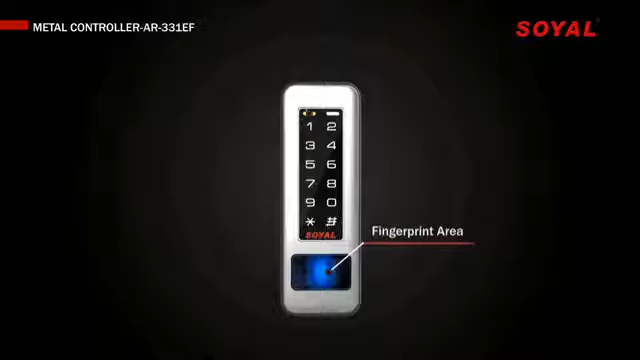 METAL CONTROLLER-AR-331EF
SOYAL
1 2
3 4
5 6
7 8
9 0
* #
SOYAL
Fingerprint Area